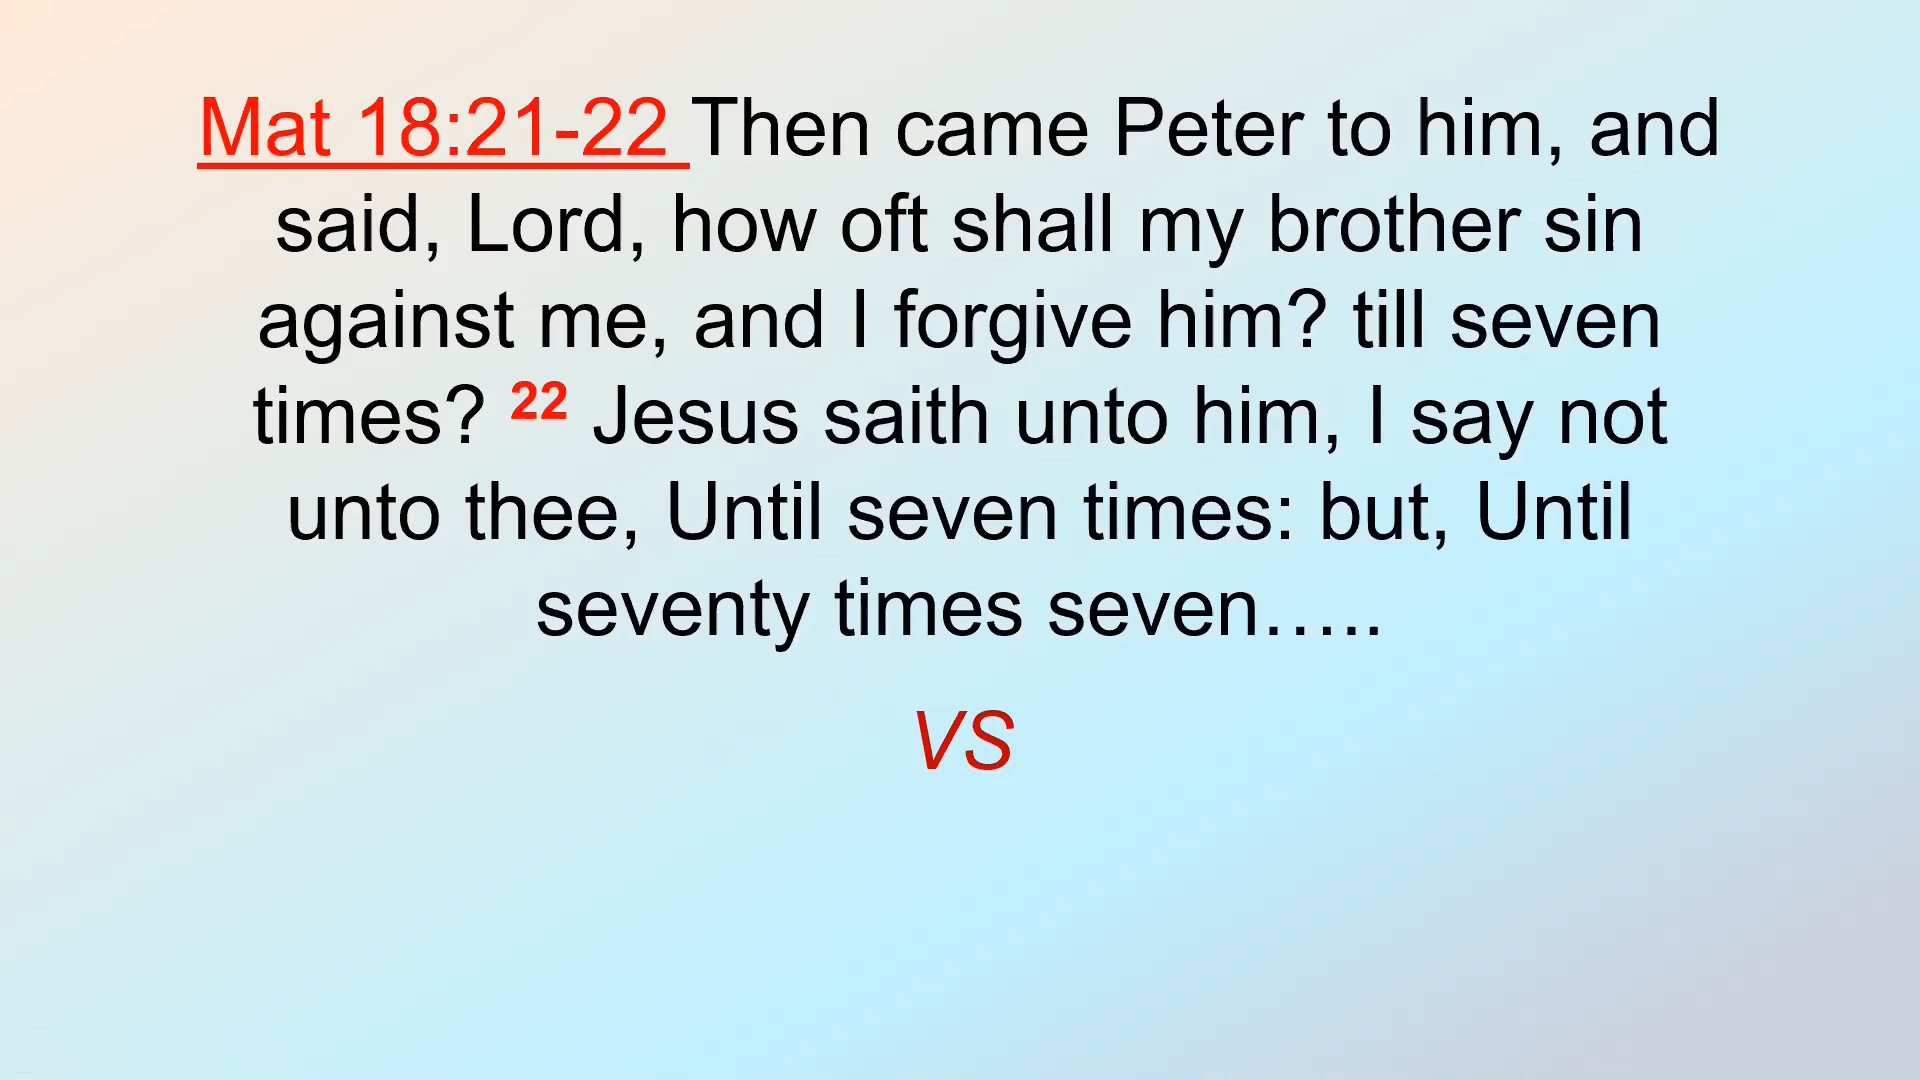 Mat 18:21-22 Then came Peter to him, and
said, Lord, how oft shall my brother sin
against me, and I forgive him? till seven
times? 22 Jesus saith unto him, I say not
unto thee, Until seven times: but, Until
seventy times seven…..
VS